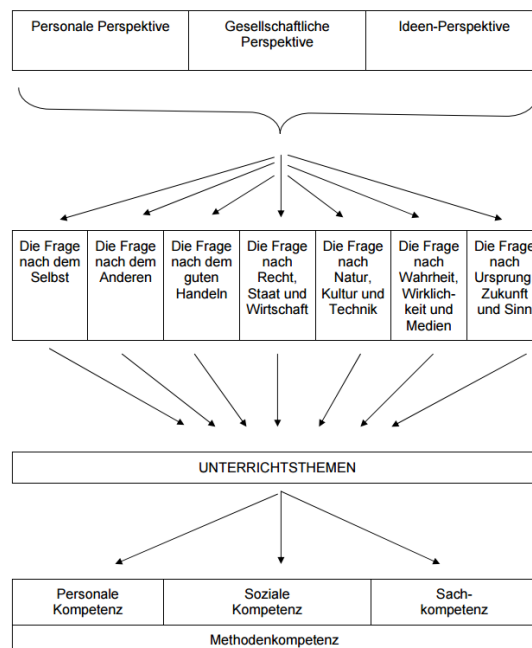 Personale Perspektive
Gesellschaftliche
Perspektive
Ideen-Perspektive
Die Frage
nach dem
Selbst
Die Frage
nach dem
Anderen
Die Frage
nach dem
guten
Handeln
Die Frage
nach
Recht,
Staat und
Wirtschaft
Die Frage
nach
Natur,
Kultur und
Technik
Die Frage
nach
Wahrheit,
Wirklich-
keit und
Medien
Die Frage
nach
Ursprung,
Zukunft
und Sinn
UNTERRICHTSTHEMEN
Personale
Kompetenz
Soziale
Kompetenz
Sach-
kompetenz
Methodenkompetenz